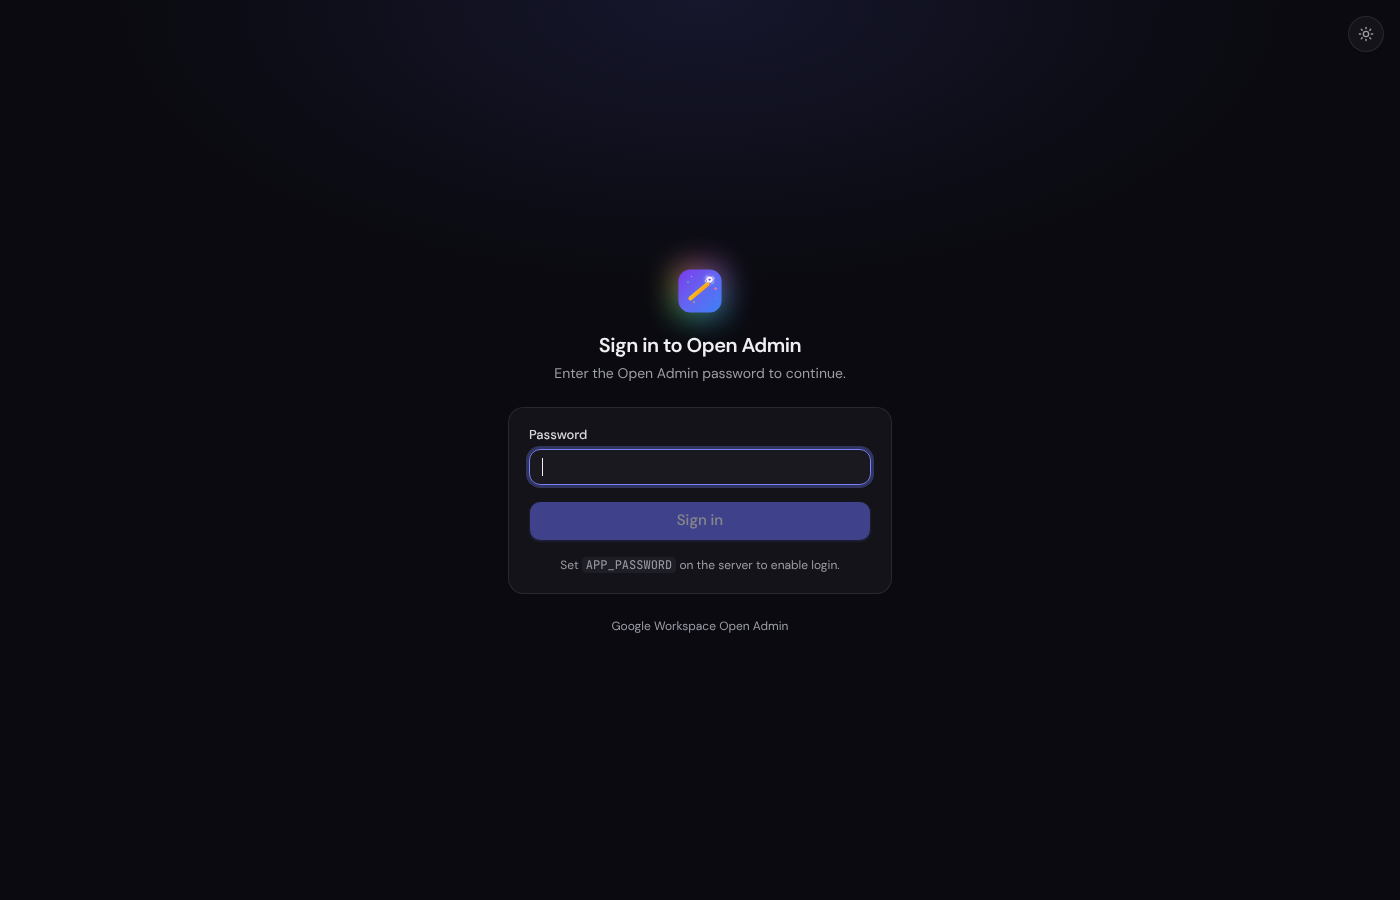 Sign in to Open Admin
Enter the Open Admin password to continue.
Password
Sign in
Set APP_PASSWORD on the server to enable login.
Google Workspace Open Admin